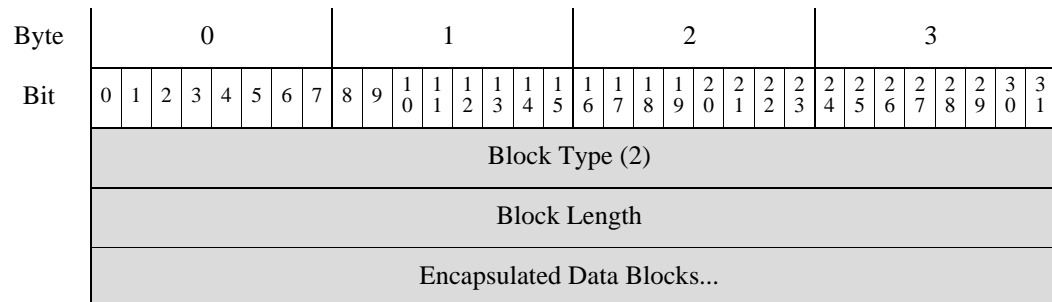 Byte 0 1 2 3
Bit 0 1 2 3 4 5 6 7 8 9 10 11 12 13 14 15 16 17 18 19 20 21 22 23 24 25 26 27 28 29 30 31
Block Type (2)
Block Length
Encapsulated Data Blocks...